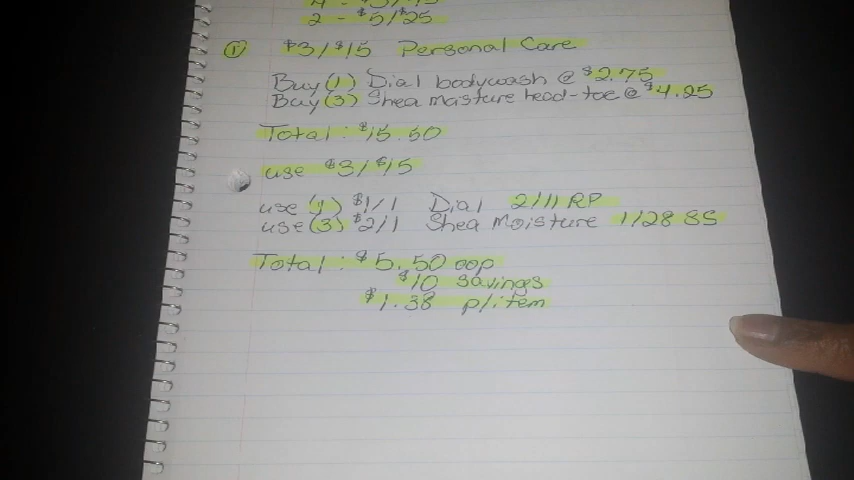 2 - $5/$25
① $3/$15 Personal Care
Buy (1) Dial bodywash @ $2.75
Buy (3) Shea moisture head-toe @ $4.25
Total: $15.50
use $3/$15
use (1) $1/1 Dial 2/11 RP
use (3) $2/1 Shea Moisture 1/28 SS
Total: $5.50 oop
$10 savings
$1.38 p/item